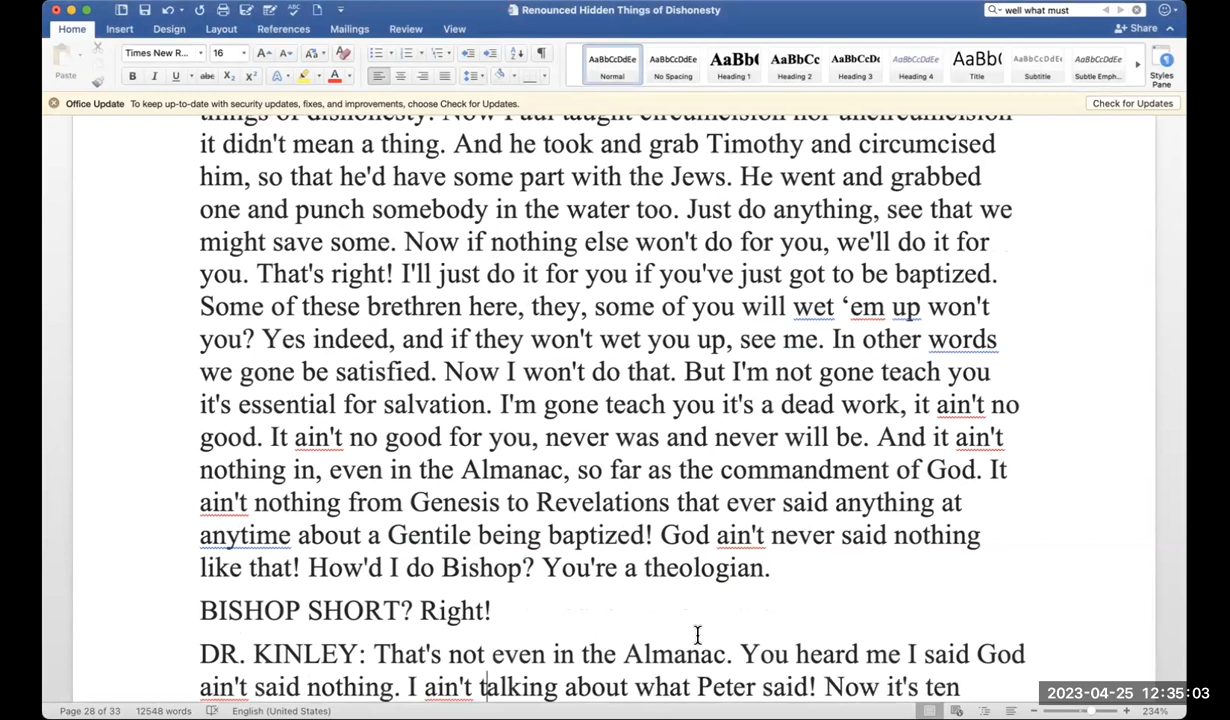 Renounced Hidden Things of Dishonesty
well what must
Home Insert Design Layout References Mailings Review View
Share
Paste
Times New R... 16
AaBbCcDdEe AaBbCcDdEe AaBb( AaBbCc AaBbCcDc AaBbCcDdEe AaBb( AaBbCcDdEe AaBbCcDdEe
Normal No Spacing Heading 1 Heading 2 Heading 3 Heading 4 Title Subtitle Subtle Emph...
Styles Pane
Office Update To keep up-to-date with security updates, fixes, and improvements, choose Check for Updates.
Check for Updates
things of dishonesty! Now Paul taught circumcision nor uncircumcision
it didn't mean a thing. And he took and grab Timothy and circumcised
him, so that he'd have some part with the Jews. He went and grabbed
one and punch somebody in the water too. Just do anything, see that we
might save some. Now if nothing else won't do for you, we'll do it for
you. That's right! I'll just do it for you if you've just got to be baptized.
Some of these brethren here, they, some of you will wet ‘em up won't
you? Yes indeed, and if they won't wet you up, see me. In other words
we gone be satisfied. Now I won't do that. But I'm not gone teach you
it's essential for salvation. I'm gone teach you it's a dead work, it ain't no
good. It ain't no good for you, never was and never will be. And it ain't
nothing in, even in the Almanac, so far as the commandment of God. It
ain't nothing from Genesis to Revelations that ever said anything at
anytime about a Gentile being baptized! God ain't never said nothing
like that! How'd I do Bishop? You're a theologian.
BISHOP SHORT? Right!
DR. KINLEY: That's not even in the Almanac. You heard me I said God
ain't said nothing. I ain't talking about what Peter said! Now it's ten
Page 28 of 33 12548 words English (United States) 234%
2023-04-25 12:35:03